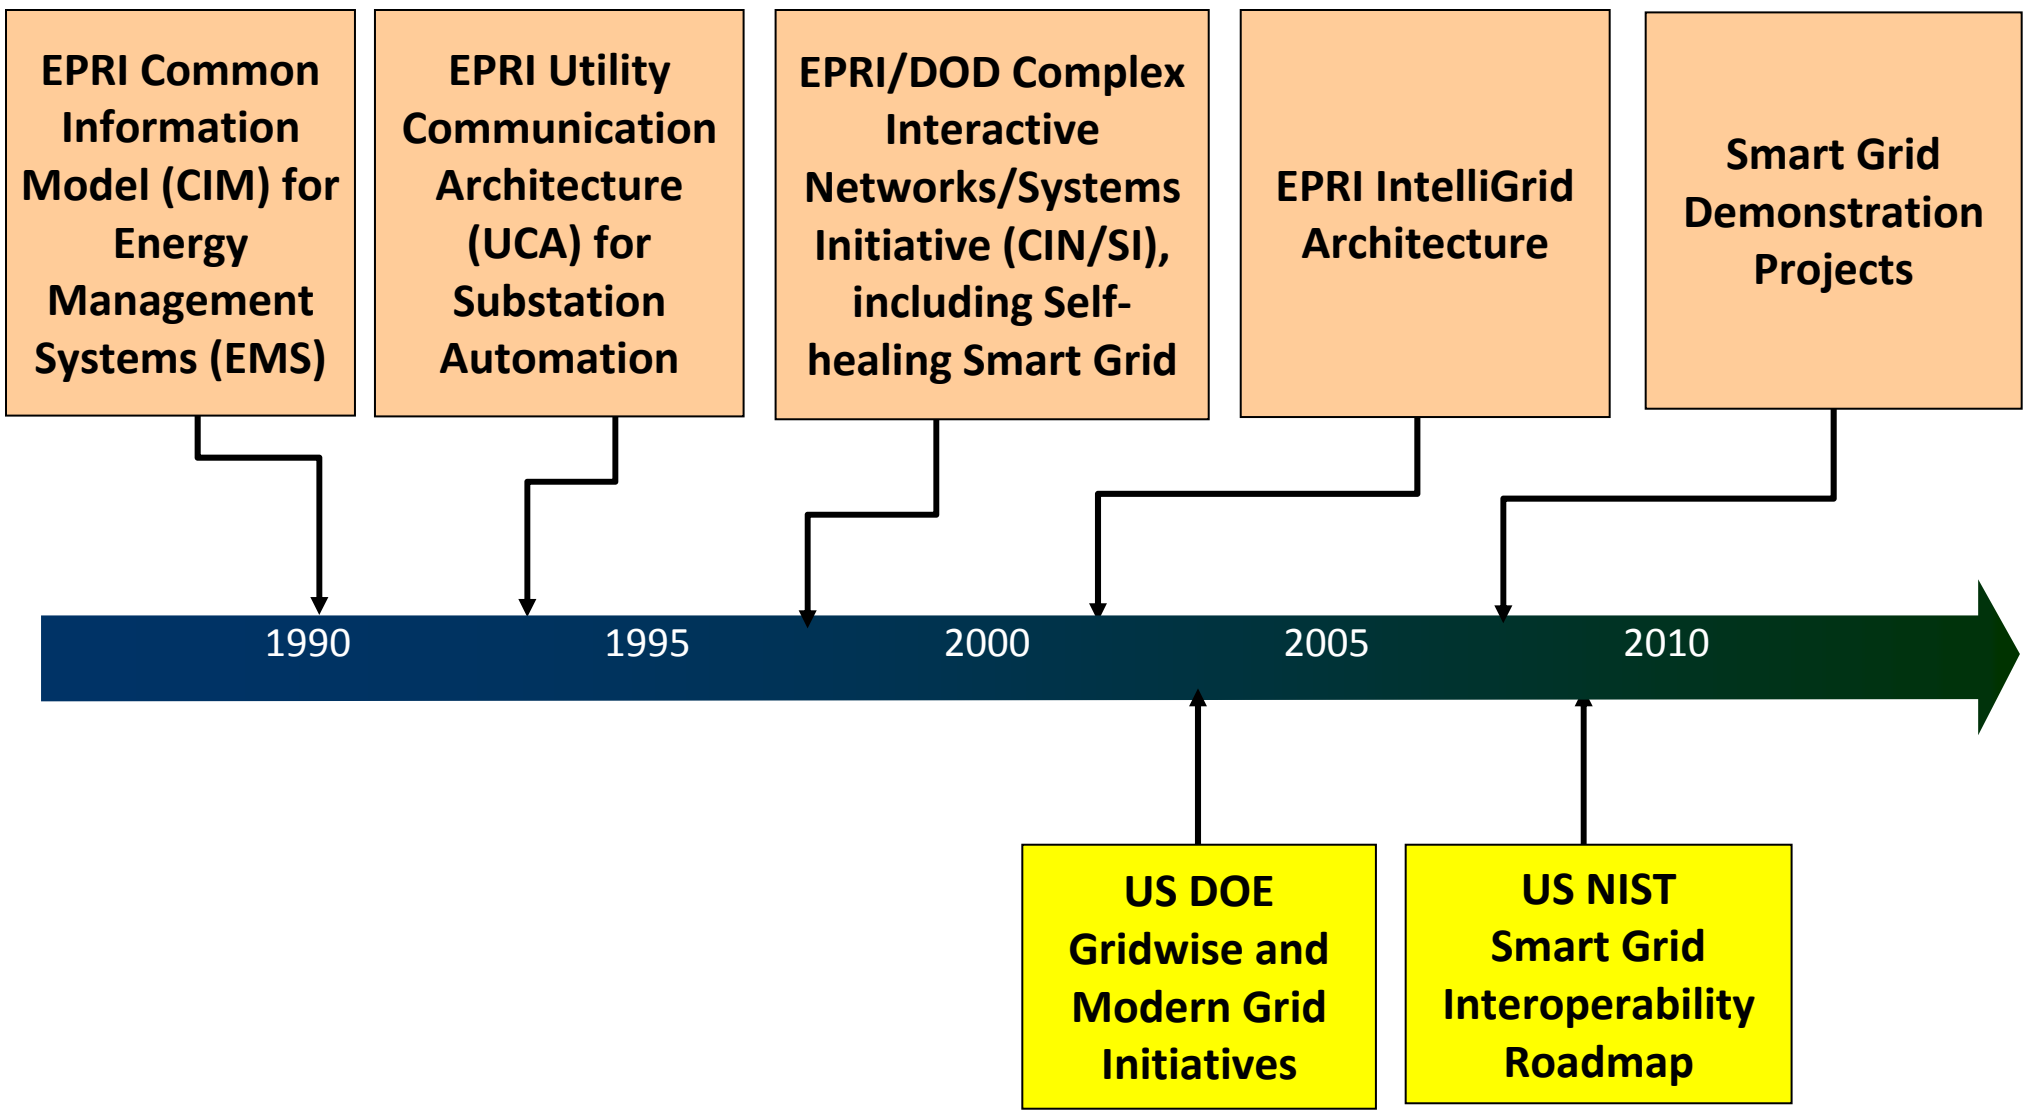 EPRI Common
Information
Model (CIM) for
Energy
Management
Systems (EMS)
EPRI Utility
Communication
Architecture
(UCA) for
Substation
Automation
EPRI/DOD Complex
Interactive
Networks/Systems
Initiative (CIN/SI),
including Self-
healing Smart Grid
EPRI IntelliGrid
Architecture
Smart Grid
Demonstration
Projects
1990
1995
2000
2005
2010
US DOE
Gridwise and
Modern Grid
Initiatives
US NIST
Smart Grid
Interoperability
Roadmap